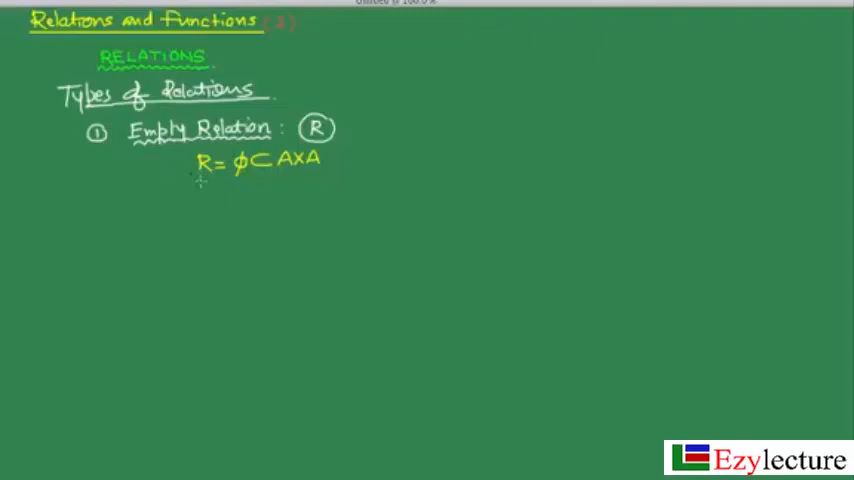 Relations and Functions (2)
RELATIONS
Types of Relations
① Empty Relation : R
R = ϕ ⊂ A×A
Ezylecture